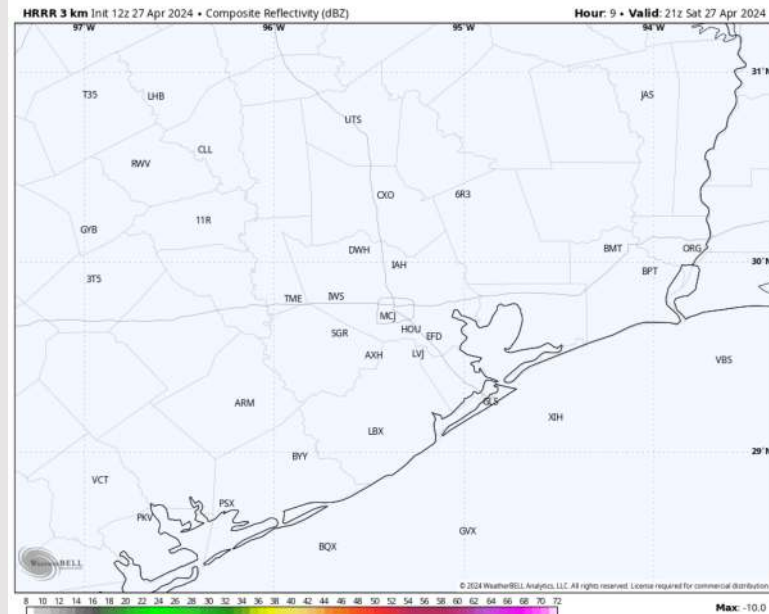 HRRR 3 km Init 12z 27 Apr 2024 • Composite Reflectivity (dBZ) Hour: 9 • Valid: 21z Sat 27 Apr 2024
97°W 96°W 95°W 94°W
31°N
T35 LHB JAS
UTS
CLL
RWV
CXO 6R3
11R
GYB
DWH BMT ORG
IAH 30°N
3T5 BPT
TME IWS
MCJ
SGR HOU EFD
AXH LVJ VBS
ARM GLS
LBX XIH
29°N
BYY
VCT
PSX
PKV
GVX
BQX
WeatherBELL
© 2024 WeatherBELL Analytics, LLC. All rights reserved. License required for commercial distribution.
8 10 12 14 16 18 20 22 24 26 28 30 32 34 36 38 40 42 44 46 48 50 52 54 56 58 60 62 64 66 68 70 72
Max: -10.0